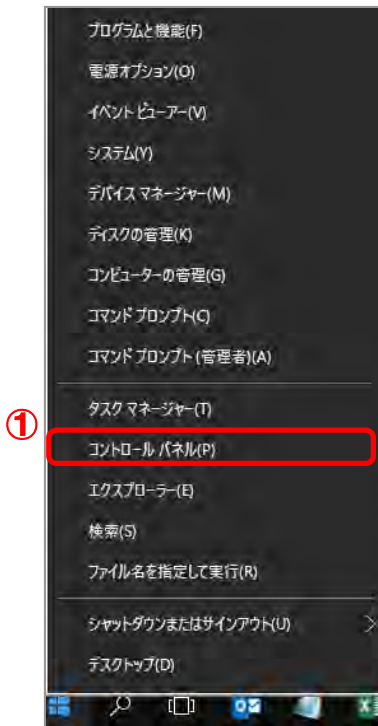 プログラムと機能(F)
電源オプション(O)
イベント ビューアー(V)
システム(Y)
デバイス マネージャー(M)
ディスクの管理(K)
コンピューターの管理(G)
コマンド プロンプト(C)
コマンド プロンプト (管理者)(A)
タスク マネージャー(T)
①
コントロール パネル(P)
エクスプローラー(E)
検索(S)
ファイル名を指定して実行(R)
シャットダウンまたはサインアウト(U)
デスクトップ(D)